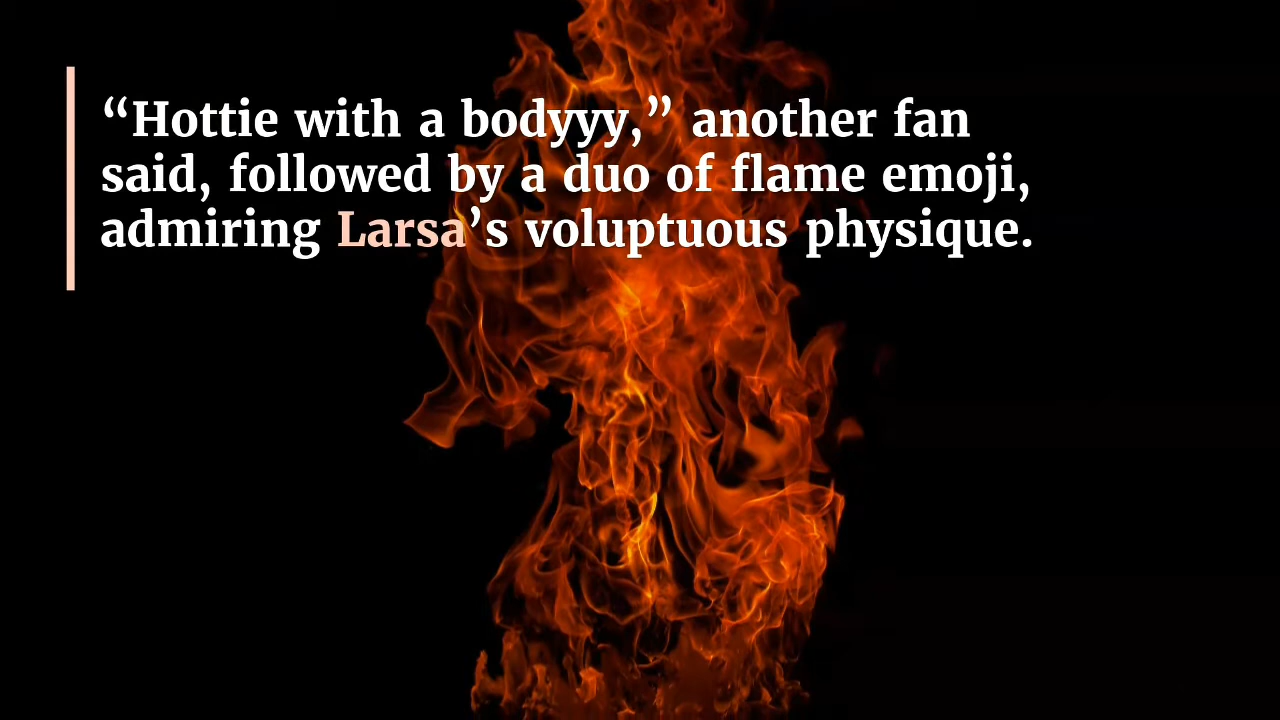 “Hottie with a bodyyy,” another fan
said, followed by a duo of flame emoji,
admiring Larsa’s voluptuous physique.